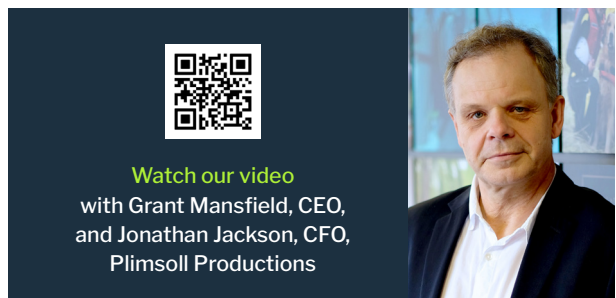 Watch our video
with Grant Mansfield, CEO,
and Jonathan Jackson, CFO,
Plimsoll Productions